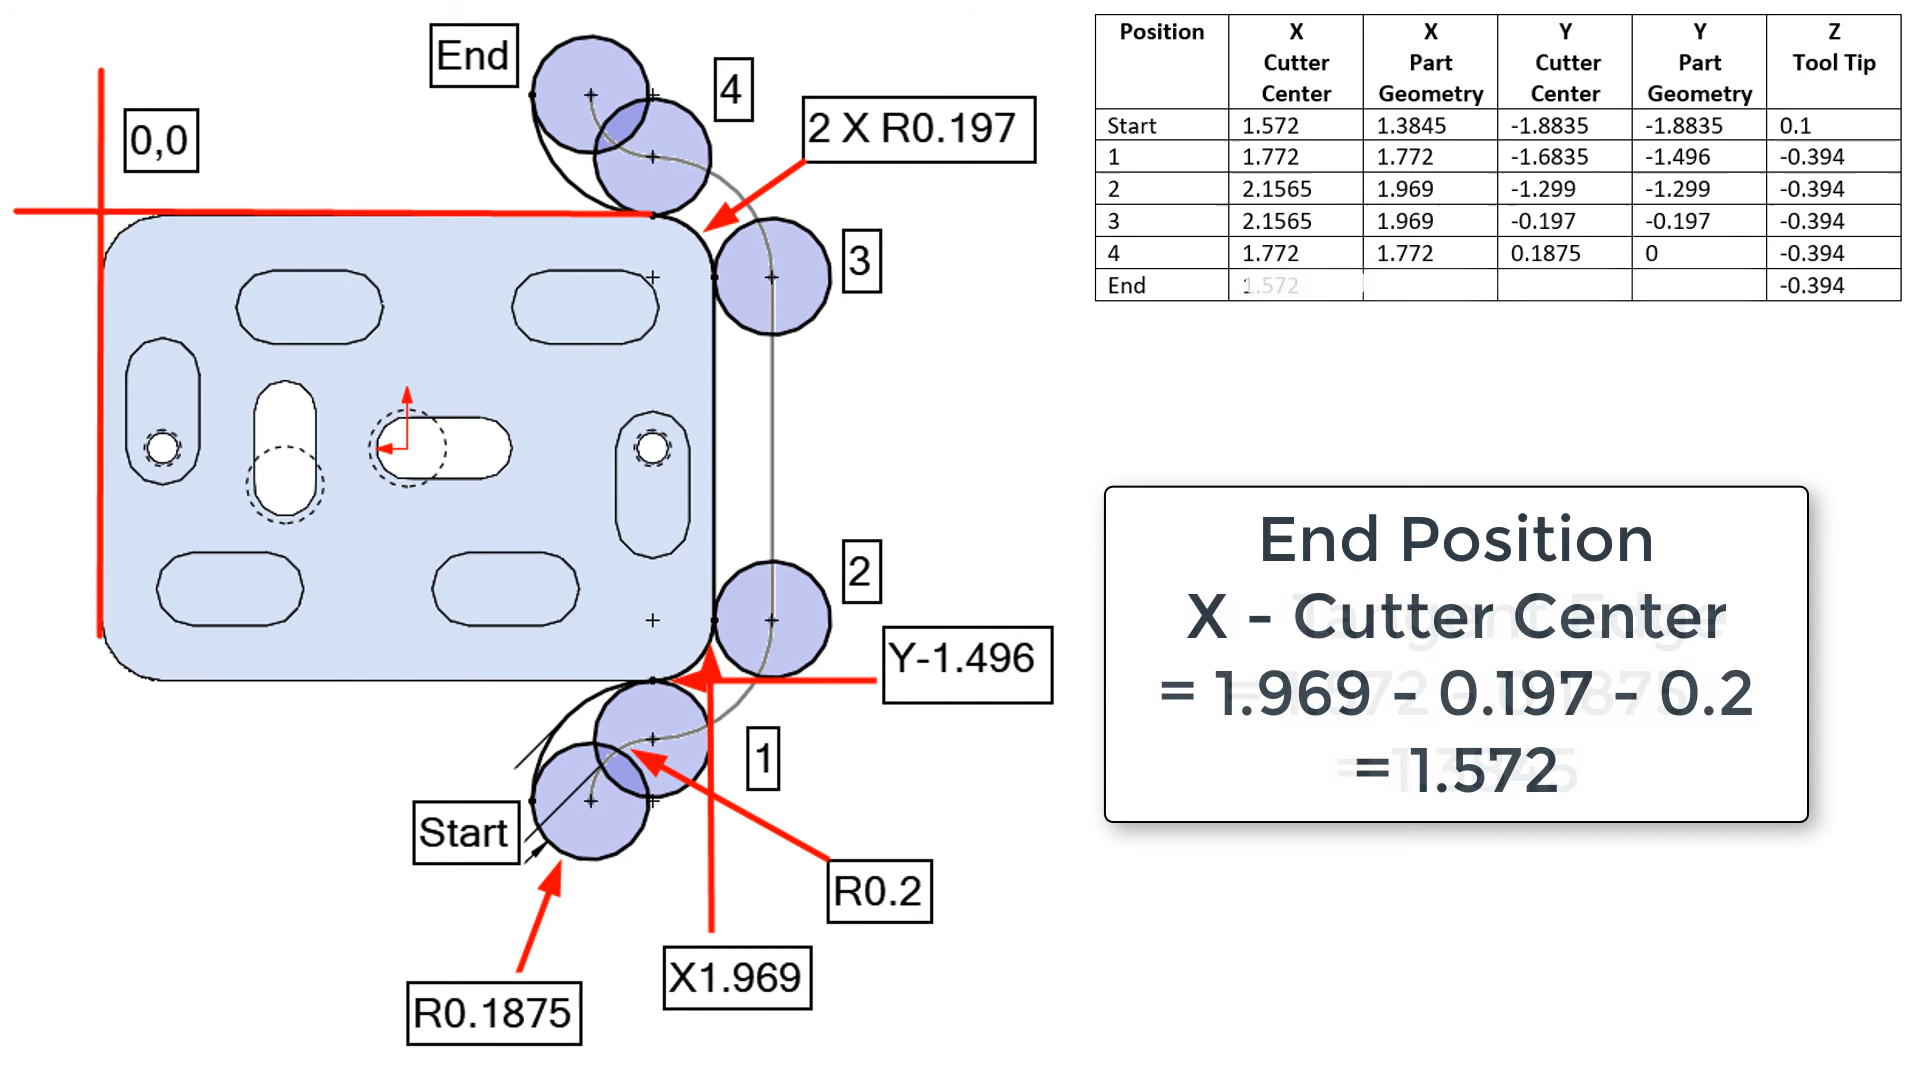 End
4
0,0
2 X R0.197
3
2
Y-1.496
1
Start
R0.2
X1.969
R0.1875
Position X Cutter Center X Part Geometry Y Cutter Center Y Part Geometry Z Tool Tip
Start 1.572 1.3845 -1.8835 -1.8835 0.1
1 1.772 1.772 -1.6835 -1.496 -0.394
2 2.1565 1.969 -1.299 -1.299 -0.394
3 2.1565 1.969 -0.197 -0.197 -0.394
4 1.772 1.772 0.1875 0 -0.394
End 1.572 -0.394
End Position
X - Cutter Center
= 1.969 - 0.197 - 0.2
= 1.572